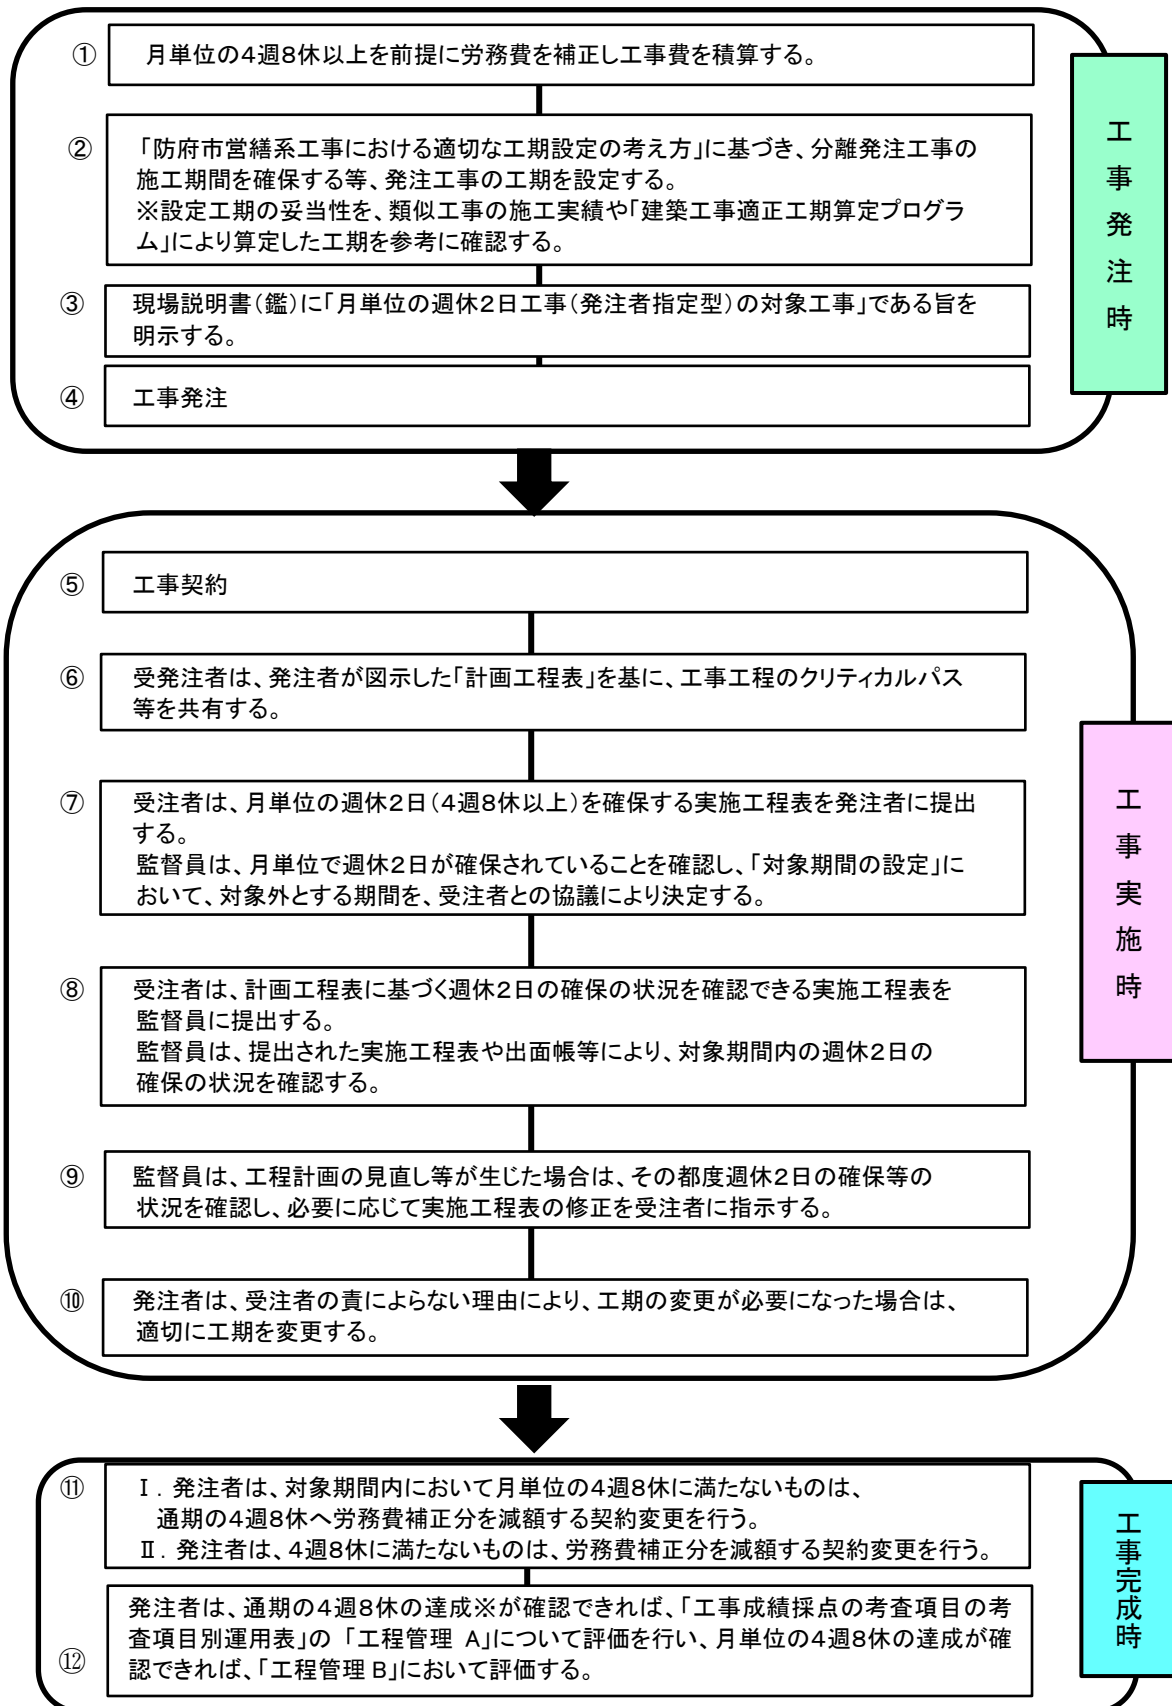 ① 月単位の4週8休以上を前提に労務費を補正し工事費を積算する。
② 「防府市営繕系工事における適切な工期設定の考え方」に基づき、分離発注工事の
施工期間を確保する等、発注工事の工期を設定する。
※設定工期の妥当性を、類似工事の施工実績や「建築工事適正工期算定プログラ
ム」により算定した工期を参考に確認する。
③ 現場説明書(鑑)に「月単位の週休2日工事(発注者指定型)の対象工事」である旨を
明示する。
④ 工事発注
工事発注時
⑤ 工事契約
⑥ 受発注者は、発注者が図示した「計画工程表」を基に、工事工程のクリティカルパス
等を共有する。
⑦ 受注者は、月単位の週休2日(4週8休以上)を確保する実施工程表を発注者に提出
する。
監督員は、月単位で週休2日が確保されていることを確認し、「対象期間の設定」に
おいて、対象外とする期間を、受注者との協議により決定する。
⑧ 受注者は、計画工程表に基づく週休2日の確保の状況を確認できる実施工程表を
監督員に提出する。
監督員は、提出された実施工程表や出面帳等により、対象期間内の週休2日の
確保の状況を確認する。
⑨ 監督員は、工程計画の見直し等が生じた場合は、その都度週休2日の確保等の
状況を確認し、必要に応じて実施工程表の修正を受注者に指示する。
⑩ 発注者は、受注者の責によらない理由により、工期の変更が必要になった場合は、
適切に工期を変更する。
工事実施時
⑪ Ⅰ. 発注者は、対象期間内において月単位の4週8休に満たないものは、
通期の4週8休へ労務費補正分を減額する契約変更を行う。
Ⅱ. 発注者は、4週8休に満たないものは、労務費補正分を減額する契約変更を行う。
発注者は、通期の4週8休の達成※が確認できれば、「工事成績採点の考査項目の考
査項目別運用表」の 「工程管理 A」について評価を行い、月単位の4週8休の達成が確
⑫ 認できれば、「工程管理 B」において評価する。
工事完成時